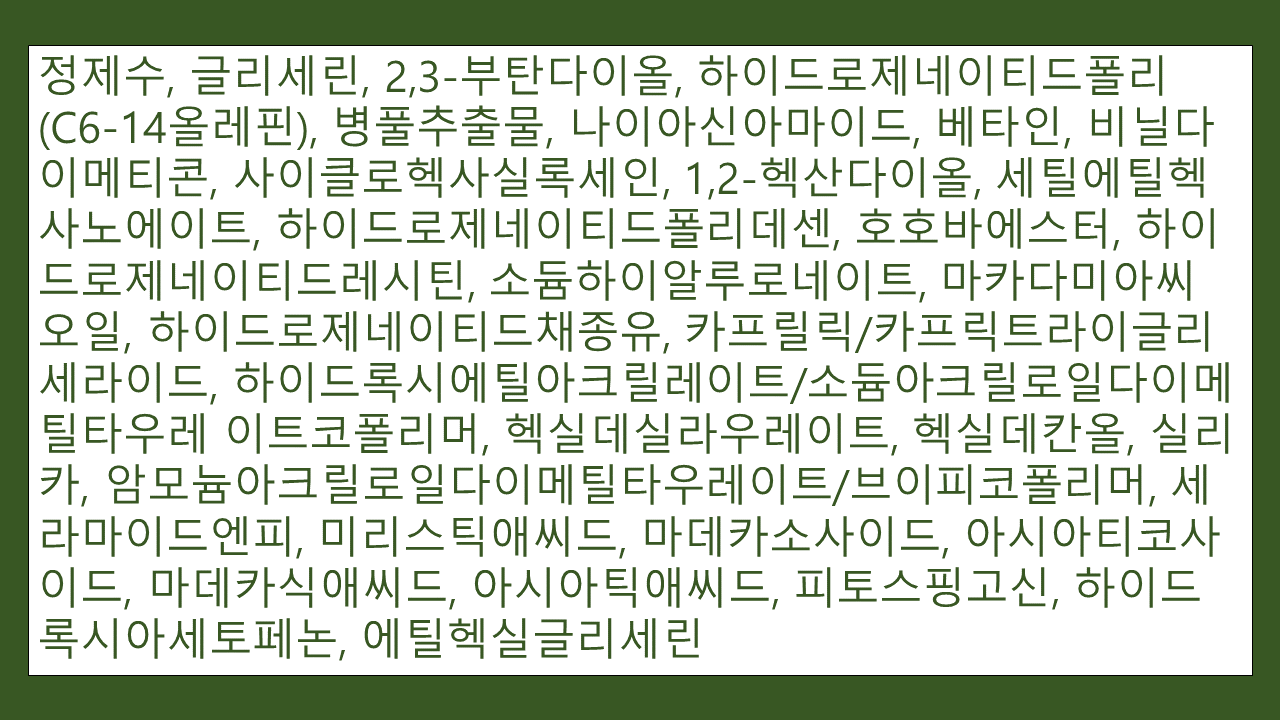 정제수, 글리세린, 2,3-부탄다이올, 하이드로제네이티드폴리
(C6-14올레핀), 병풀추출물, 나이아신아마이드, 베타인, 비닐다
이메티콘, 사이클로헥사실록세인, 1,2-헥산다이올, 세틸에틸헥
사노에이트, 하이드로제네이티드폴리데센, 호호바에스터, 하이
드로제네이티드레시틴, 소듐하이알루로네이트, 마카다미아씨
오일, 하이드로제네이티드채종유, 카프릴릭/카프릭트라이글리
세라이드, 하이드록시에틸아크릴레이트/소듐아크릴로일다이메
틸타우레 이트코폴리머, 헥실데실라우레이트, 헥실데칸올, 실리
카, 암모늄아크릴로일다이메틸타우레이트/브이피코폴리머, 세
라마이드엔피, 미리스틱애씨드, 마데카소사이드, 아시아티코사
이드, 마데카식애씨드, 아시아틱애씨드, 피토스핑고신, 하이드
록시아세토페논, 에틸헥실글리세린